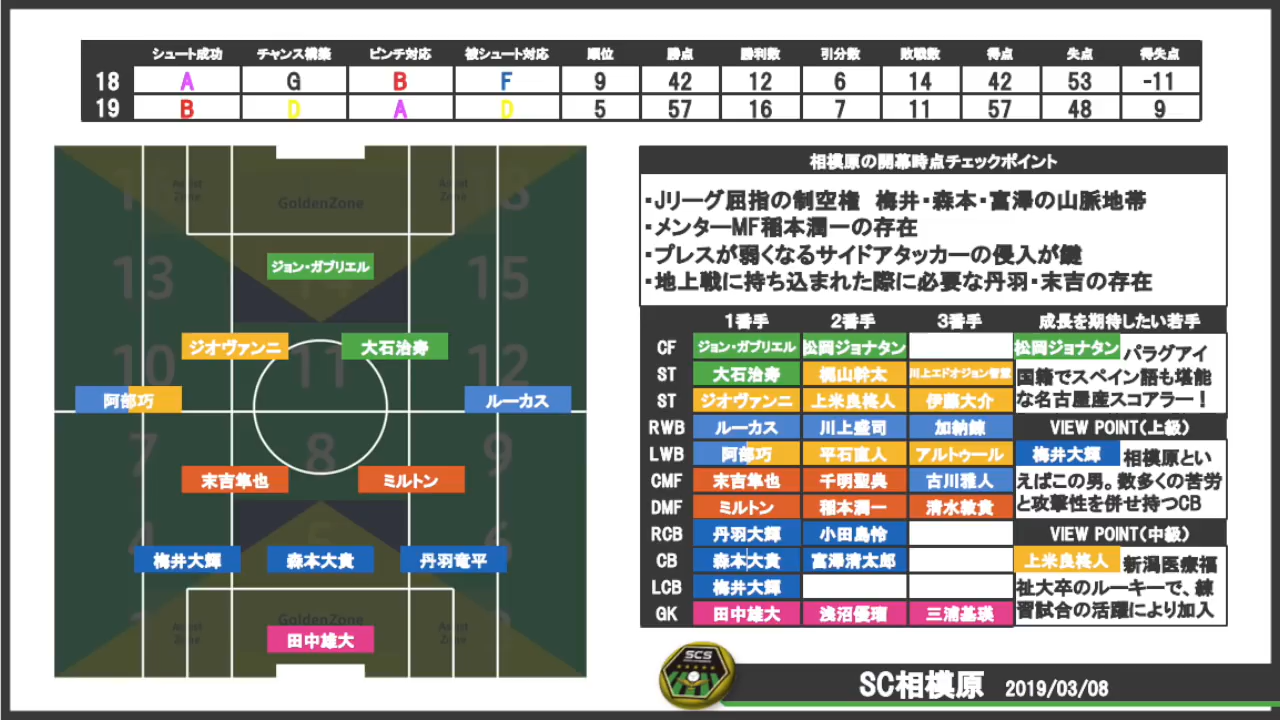 シュート成功 チャンス構築 ピンチ対応 被シュート対応 順位 勝点 勝利数 引分数 敗戦数 得点 失点 得失点
18 A G B F 9 42 12 6 14 42 53 -11
19 B D A D 5 57 16 7 11 57 48 9
Assist Zone GoldenZone Assist Zone
13 14 15
10 11 12
7 8 9
4 5 6
GoldenZone
ジョン・ガブリエル
ジオヴァンニ 大石治寿
阿部巧 ルーカス
末吉隼也 ミルトン
梅井大輝 森本大貴 丹羽竜平
田中雄大
相模原の開幕時点チェックポイント
・Jリーグ屈指の制空権 梅井・森本・富澤の山脈地帯
・メンターMF稲本潤一の存在
・プレスが弱くなるサイドアタッカーの侵入が鍵
・地上戦に持ち込まれた際に必要な丹羽・末吉の存在
1番手 2番手 3番手 成長を期待したい若手
CF ジョン・ガブリエル 松岡ジョナタン
ST 大石治寿 梶山幹太 川上エドオジョン智慧
ST ジオヴァンニ 上米良柊人 伊藤大介
RWB ルーカス 川上盛司 加納錬
LWB 阿部巧 平石直人 アルトゥール
CMF 末吉隼也 千明聖典 古川雅人
DMF ミルトン 稲本潤一 清水敦貴
RCB 丹羽大輝 小田島怜
CB 森本大貴 富澤清太郎
LCB 梅井大輝
GK 田中雄大 浅沼優瑠 三浦基瑛
松岡ジョナタン パラグアイ
国籍でスペイン語も堪能
な名古屋産スコアラー！
VIEW POINT(上級)
梅井大輝 相模原とい
えばこの男。数多くの苦労
と攻撃性を併せ持つCB
VIEW POINT(中級)
上米良柊人 新潟医療福
祉大卒のルーキーで、練
習試合の活躍により加入
SCS
SC相模原 2019/03/08